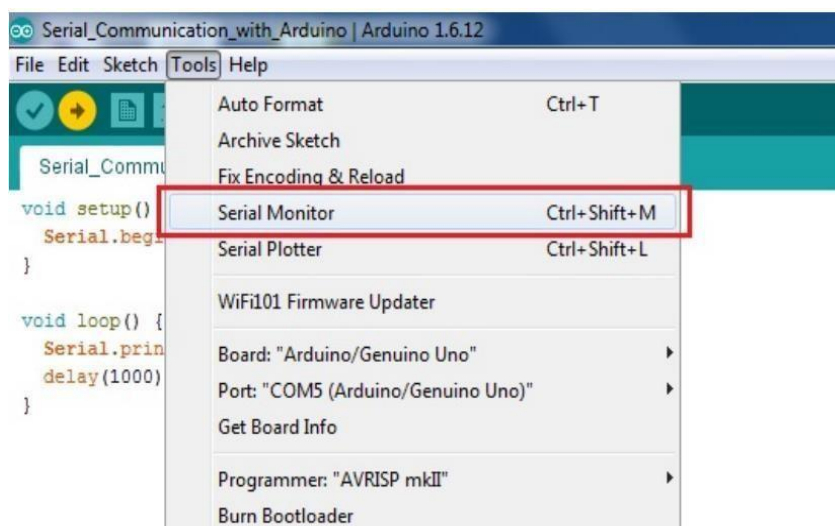 Serial_Communication_with_Arduino | Arduino 1.6.12
File Edit Sketch Tools Help
Auto Format Ctrl+T
Archive Sketch
Serial_Commu
Fix Encoding & Reload
void setup()
Serial Monitor Ctrl+Shift+M
Serial.begi
Serial Plotter Ctrl+Shift+L
}
WiFi101 Firmware Updater
void loop() {
Serial.prin
Board: "Arduino/Genuino Uno"
delay(1000)
Port: "COM5 (Arduino/Genuino Uno)"
}
Get Board Info
Programmer: "AVRISP mkII"
Burn Bootloader